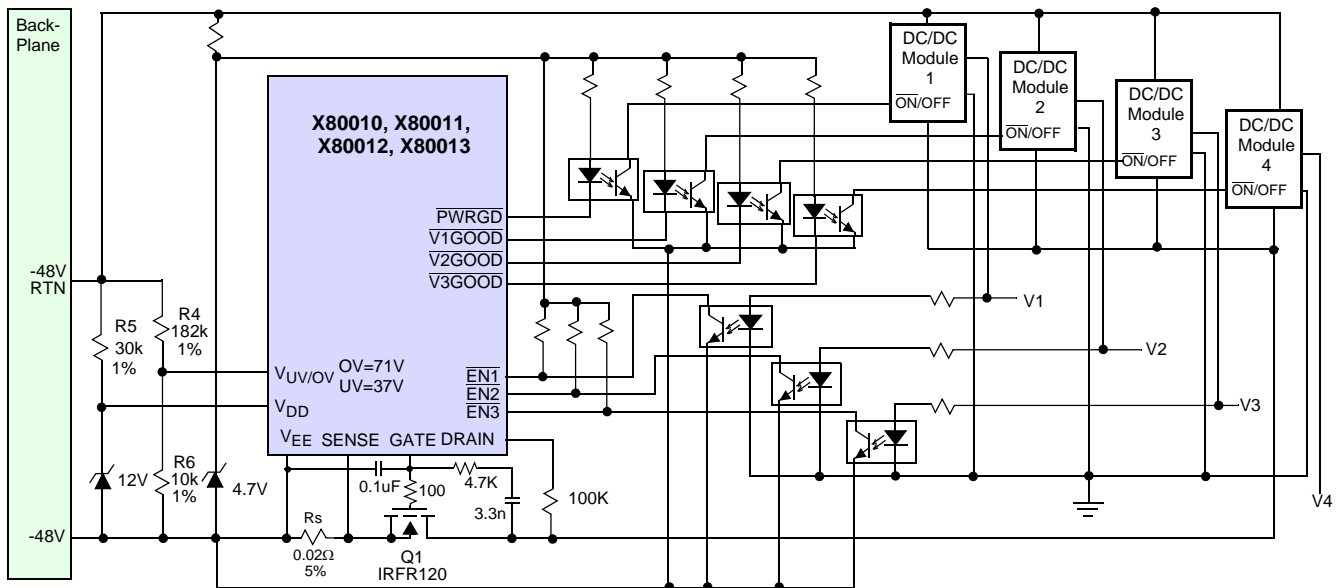 Back-
Plane
-48V
RTN
-48V
R5
30k
1%
R4
182k
1%
R6
10k
1%
12V
4.7V
X80010, X80011,
X80012, X80013
PWRGD
V1GOOD
V2GOOD
V3GOOD
VUV/OV
OV=71V
UV=37V
VDD
EN1
EN2
EN3
VEE SENSE GATE DRAIN
0.1uF
100
4.7K
3.3n
100K
Rs
0.02Ω
5%
Q1
IRFR120
DC/DC
Module
1
ON/OFF
DC/DC
Module
2
ON/OFF
DC/DC
Module
3
ON/OFF
DC/DC
Module
4
ON/OFF
V1
V2
V3
V4